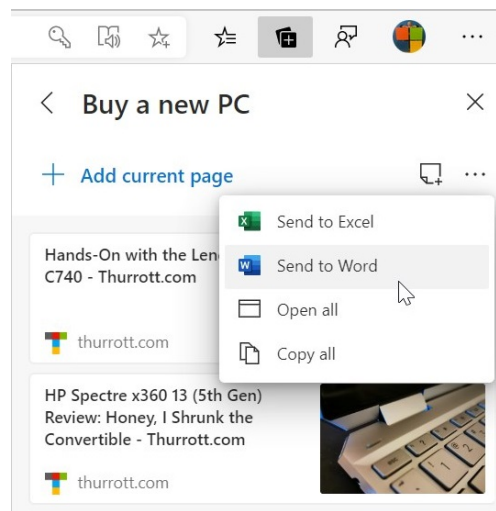 Buy a new PC
Add current page
Send to Excel
Send to Word
Open all
Copy all
Hands-On with the Len
C740 - Thurrott.com
thurrott.com
HP Spectre x360 13 (5th Gen)
Review: Honey, I Shrunk the
Convertible - Thurrott.com
thurrott.com